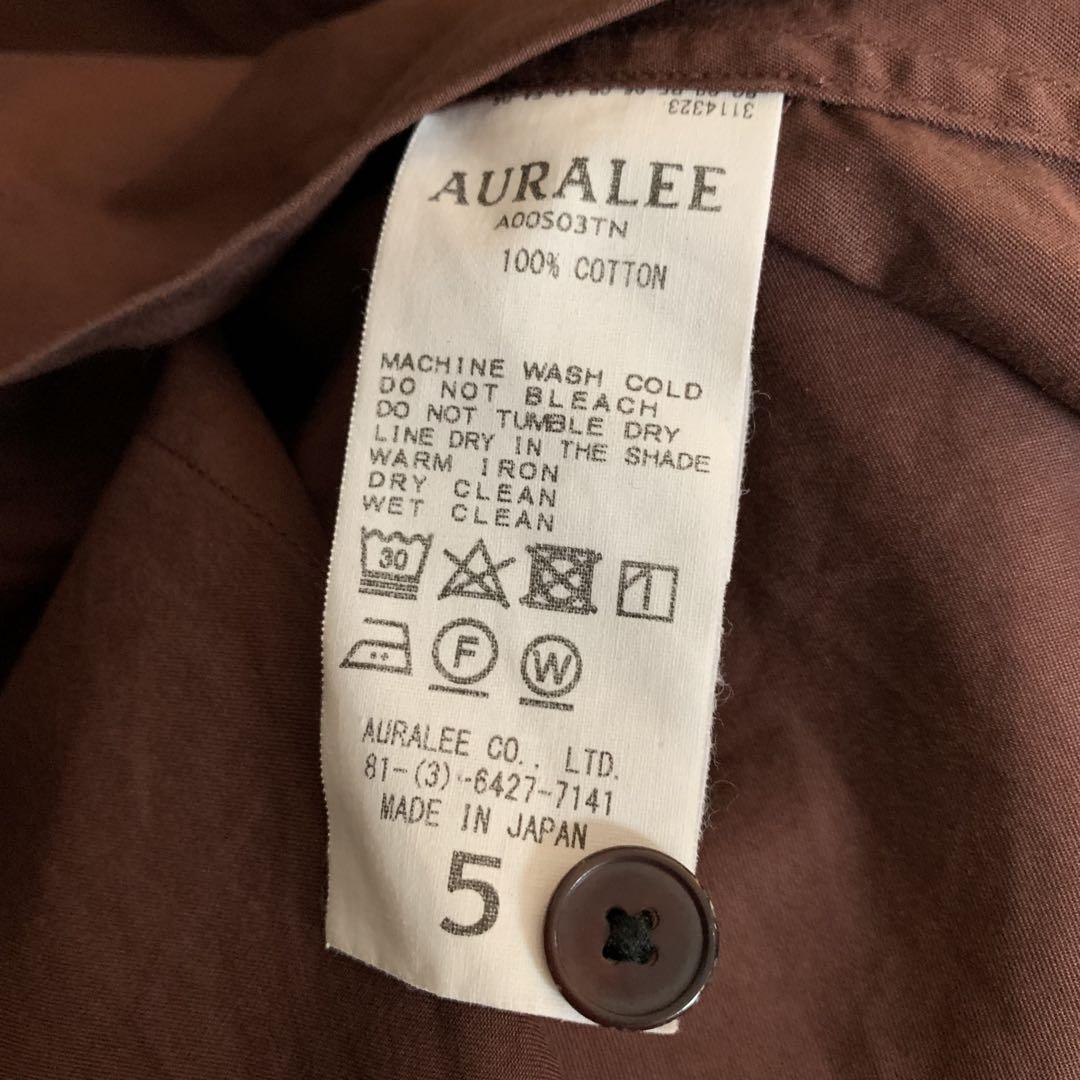 3114323
AURALEE
A00S03TN
100% COTTON
MACHINE WASH COLD
DO NOT BLEACH
DO NOT TUMBLE DRY
LINE DRY IN THE SHADE
WARM IRON
DRY CLEAN
WET CLEAN
30
F W
AURALEE CO., LTD.
81-(3)-6427-7141
MADE IN JAPAN
5